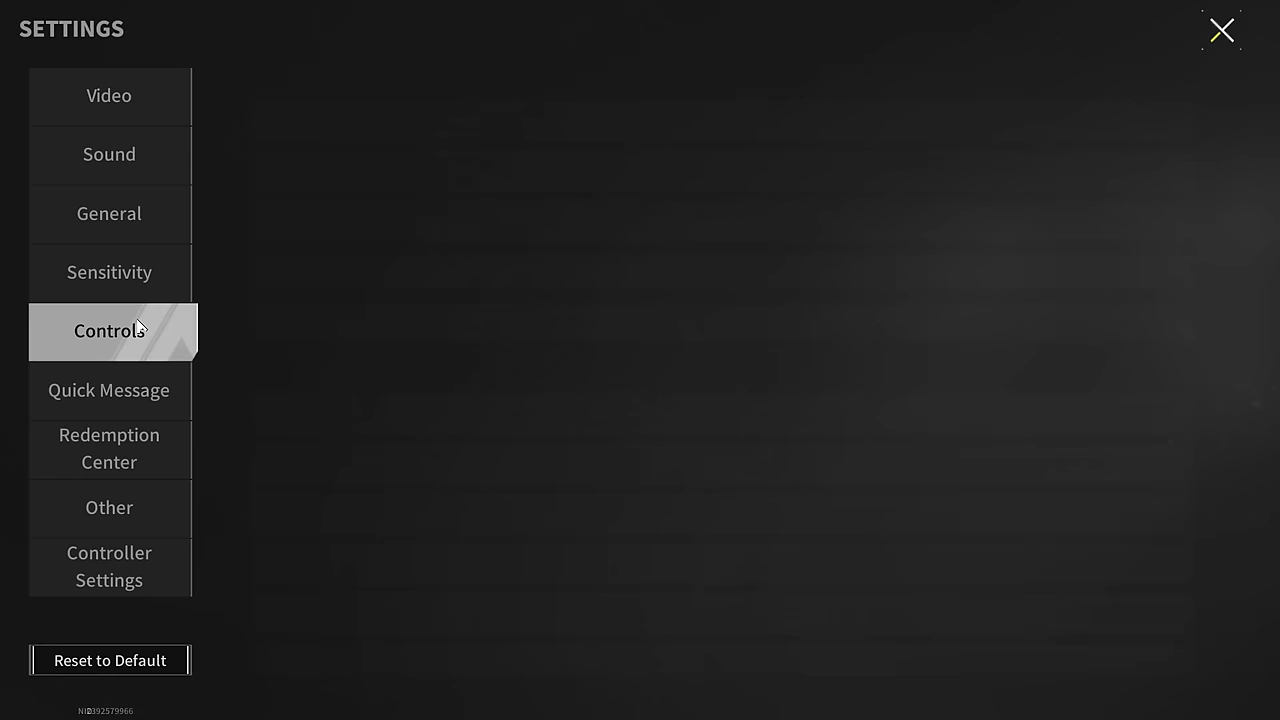 SETTINGS
Video
Sound
General
Sensitivity
Controls
Quick Message
Redemption
Center
Other
Controller
Settings
Reset to Default